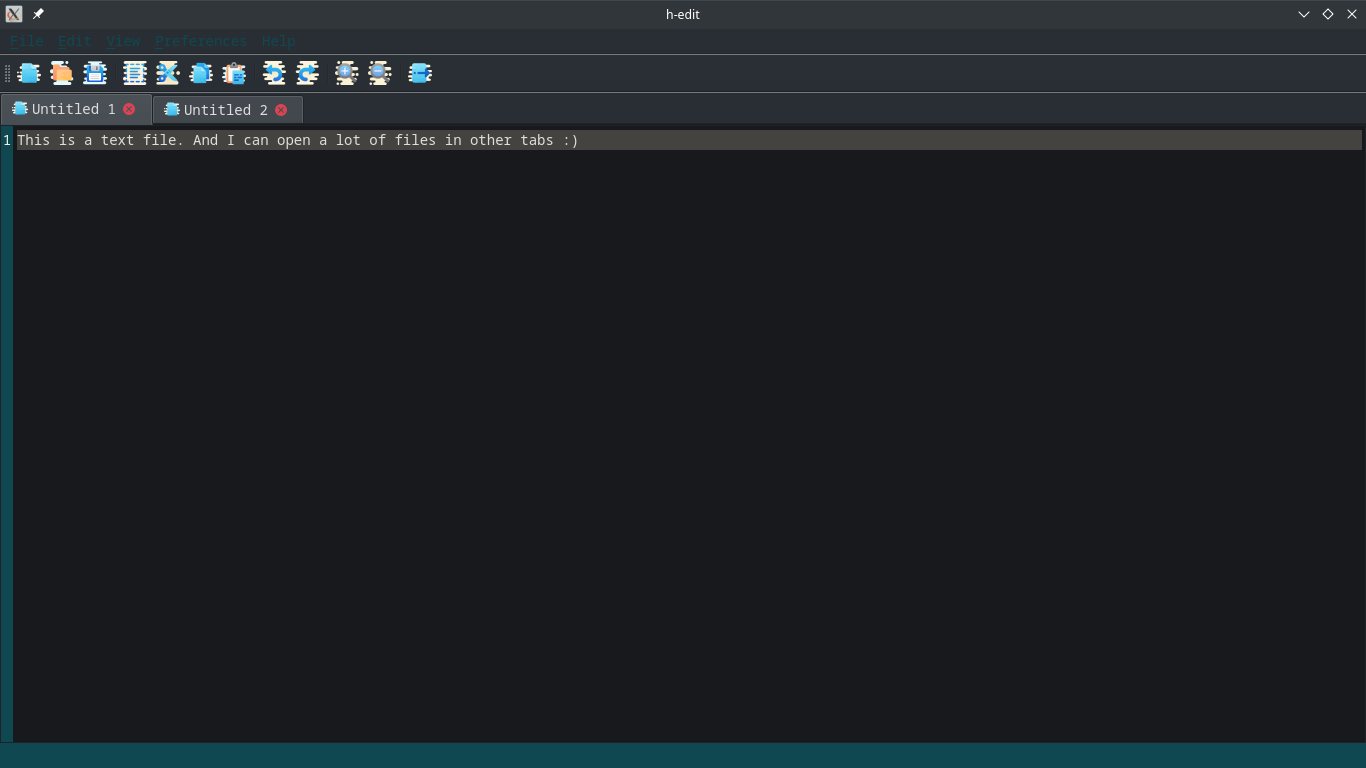 h-edit
File Edit View Preferences Help
Untitled 1 Untitled 2
1 This is a text file. And I can open a lot of files in other tabs :)